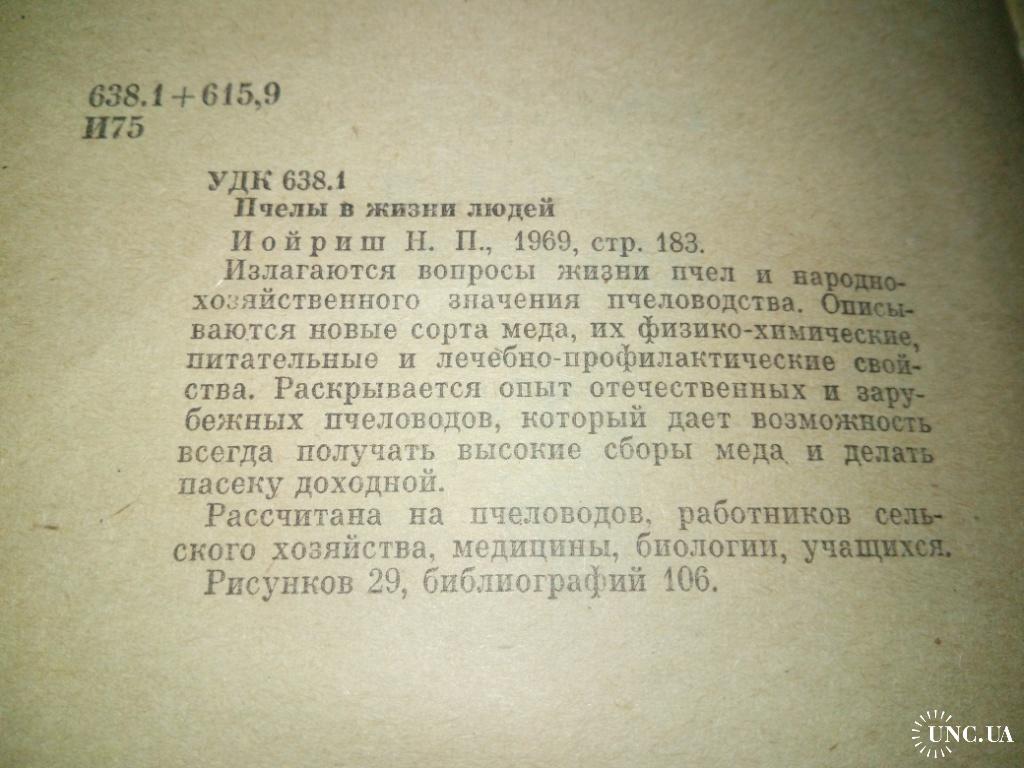 638.1+615,9
И75
УДК 638.1
Пчелы в жизни людей
Иойриш Н. П., 1969, стр. 183.
Излагаются вопросы жизни пчел и народно-
хозяйственного значения пчеловодства. Описы-
ваются новые сорта меда, их физико-химические,
питательные и лечебно-профилактические свой-
ства. Раскрывается опыт отечественных и зару-
бежных пчеловодов, который дает возможность
всегда получать высокие сборы меда и делать
пасеку доходной.
Рассчитана на пчеловодов, работников сель-
ского хозяйства, медицины, биологии, учащихся.
Рисунков 29, библиографий 106.
UNC.UA